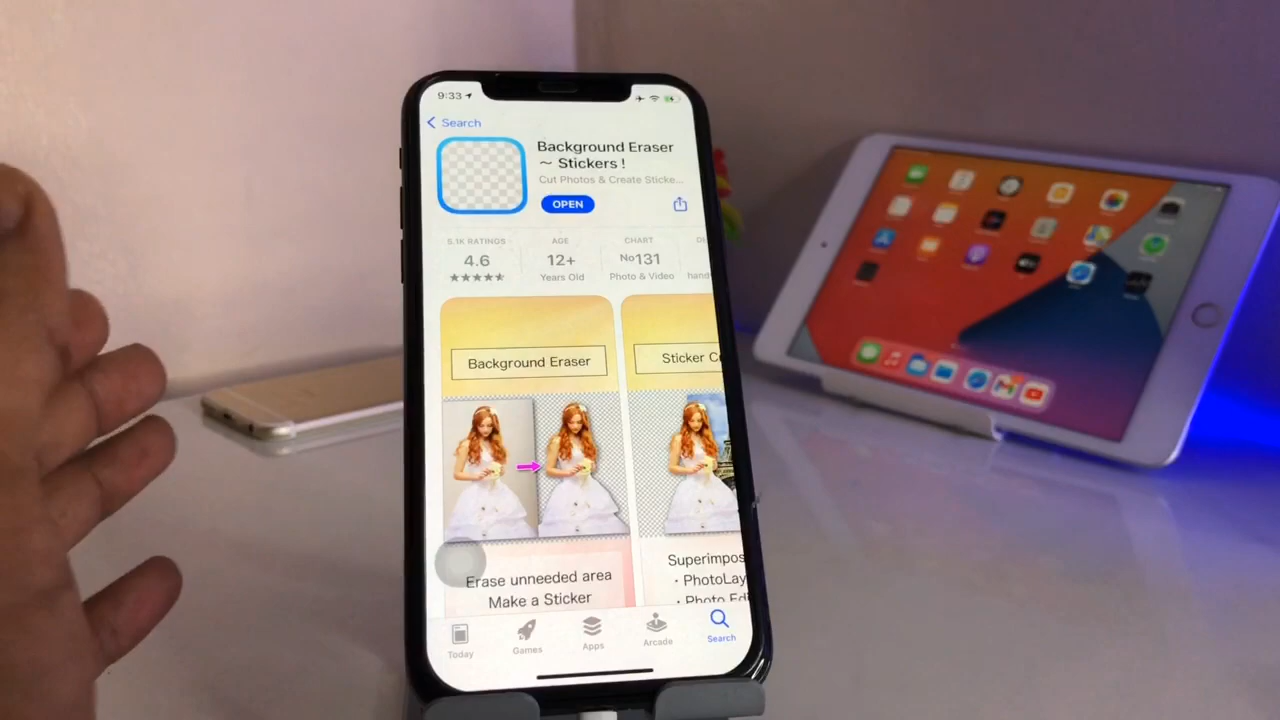 9:33
Search
Background Eraser
～ Stickers !
Cut Photos & Create Sticke...
OPEN
5.1K RATINGS
AGE
CHART
4.6
12+
No131
★★★★★
Years Old
Photo & Video
Background Eraser
Sticker C
Erase unneeded area
Make a Sticker
Superimpos
・PhotoLay
・Photo Edi
Today
Games
Apps
Arcade
Search